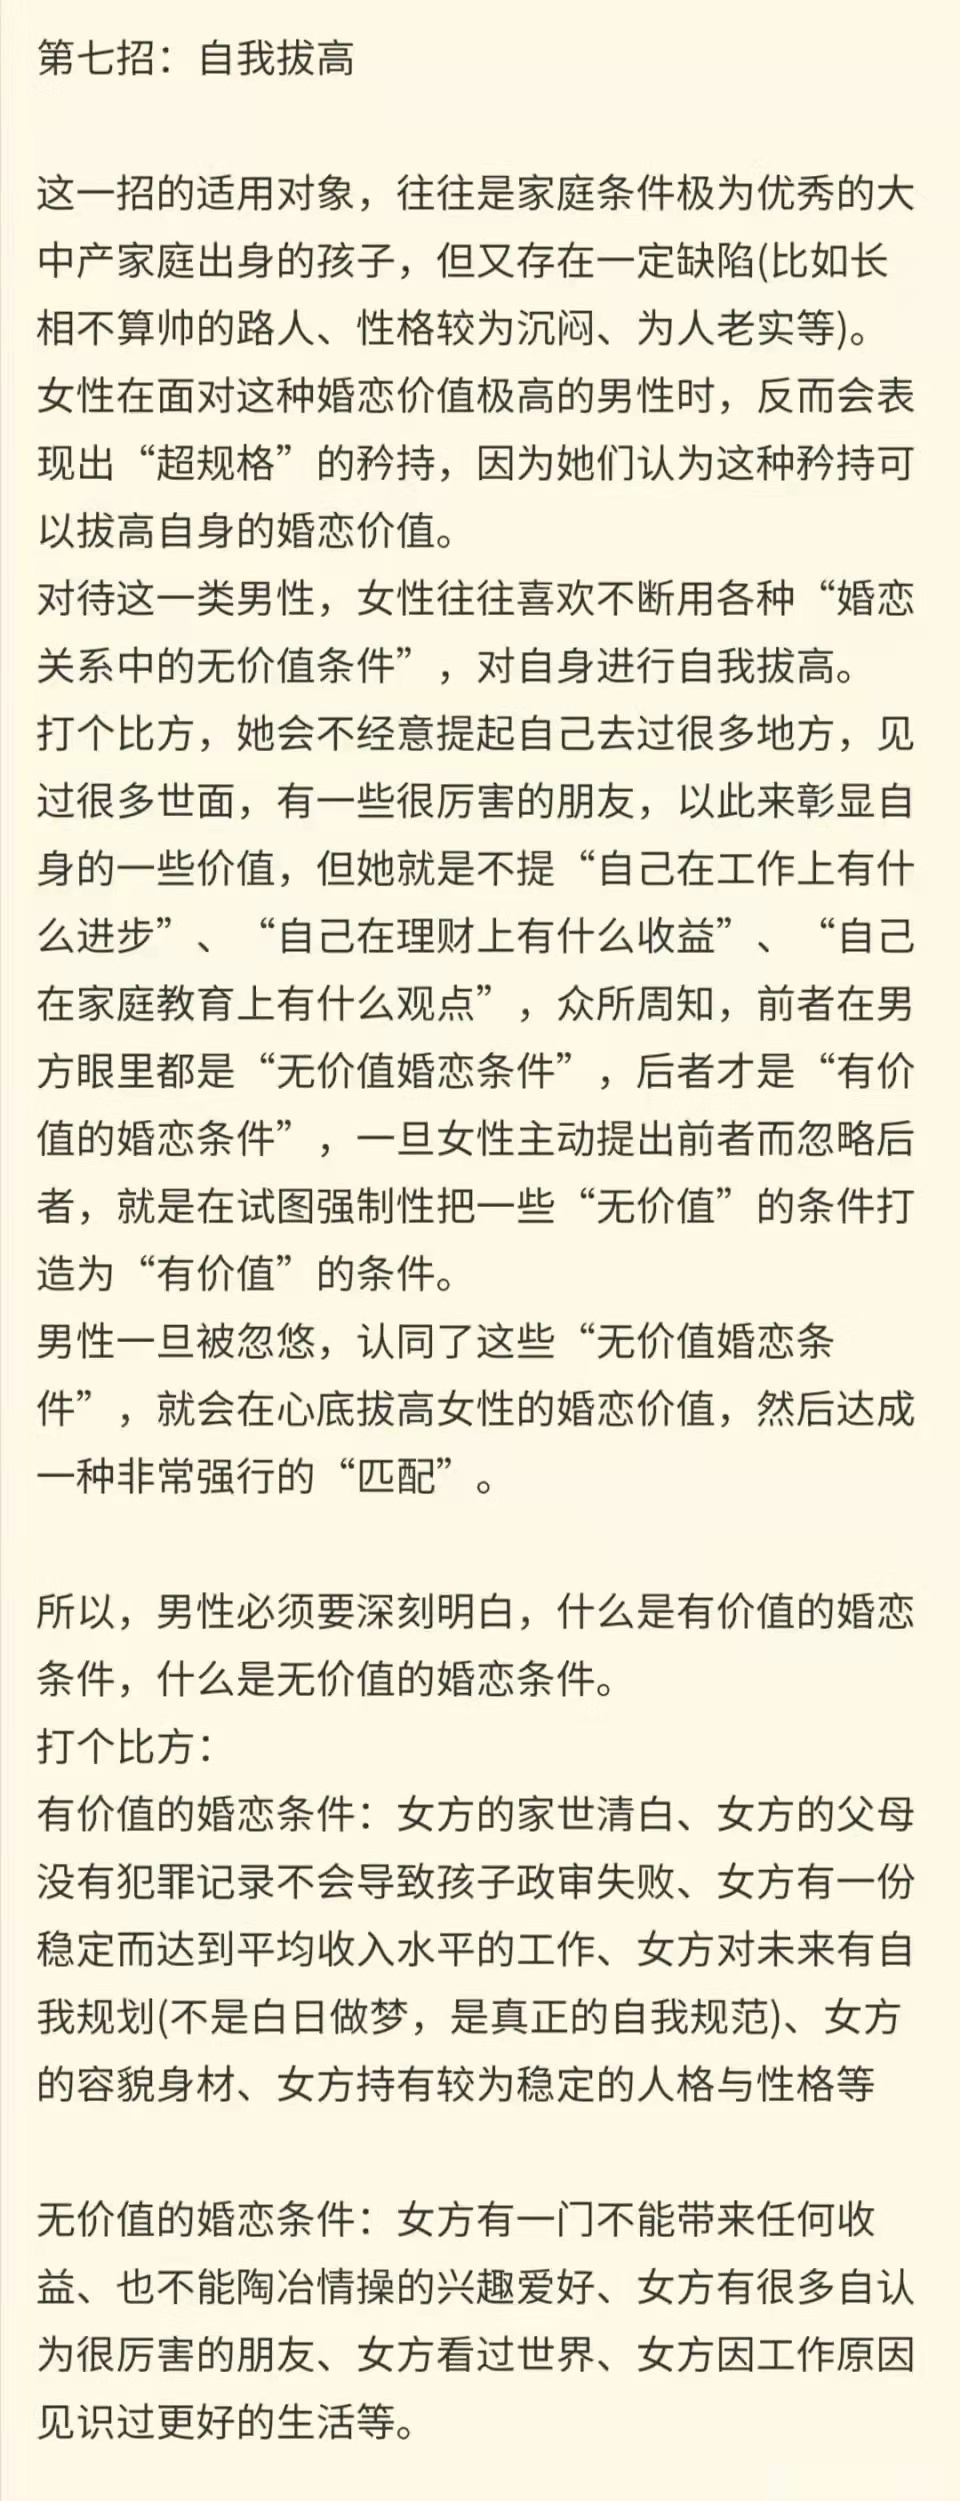 第七招：自我拔高
这一招的适用对象，往往是家庭条件极为优秀的大
中产家庭出身的孩子，但又存在一定缺陷(比如长
相不算帅的路人、性格较为沉闷、为人老实等)。
女性在面对这种婚恋价值极高的男性时，反而会表
现出“超规格”的矜持，因为她们认为这种矜持可
以拔高自身的婚恋价值。
对待这一类男性，女性往往喜欢不断用各种“婚恋
关系中的无价值条件”，对自身进行自我拔高。
打个比方，她会不经意提起自己去过很多地方，见
过很多世面，有一些很厉害的朋友，以此来彰显自
身的一些价值，但她就是不提“自己在工作上有什
么进步”、“自己在理财上有什么收益”、“自己
在家庭教育上有什么观点”，众所周知，前者在男
方眼里都是“无价值婚恋条件”，后者才是“有价
值的婚恋条件”，一旦女性主动提出前者而忽略后
者，就是在试图强制性把一些“无价值”的条件打
造为“有价值”的条件。
男性一旦被忽悠，认同了这些“无价值婚恋条
件”，就会在心底拔高女性的婚恋价值，然后达成
一种非常强行的“匹配”。
所以，男性必须要深刻明白，什么是有价值的婚恋
条件，什么是无价值的婚恋条件。
打个比方：
有价值的婚恋条件：女方的家世清白、女方的父母
没有犯罪记录不会导致孩子政审失败、女方有一份
稳定而达到平均收入水平的工作、女方对未来有自
我规划(不是白日做梦，是真正的自我规范)、女方
的容貌身材、女方持有较为稳定的人格与性格等
无价值的婚恋条件：女方有一门不能带来任何收
益、也不能陶冶情操的兴趣爱好、女方有很多自认
为很厉害的朋友、女方看过世界、女方因工作原因
见识过更好的生活等。